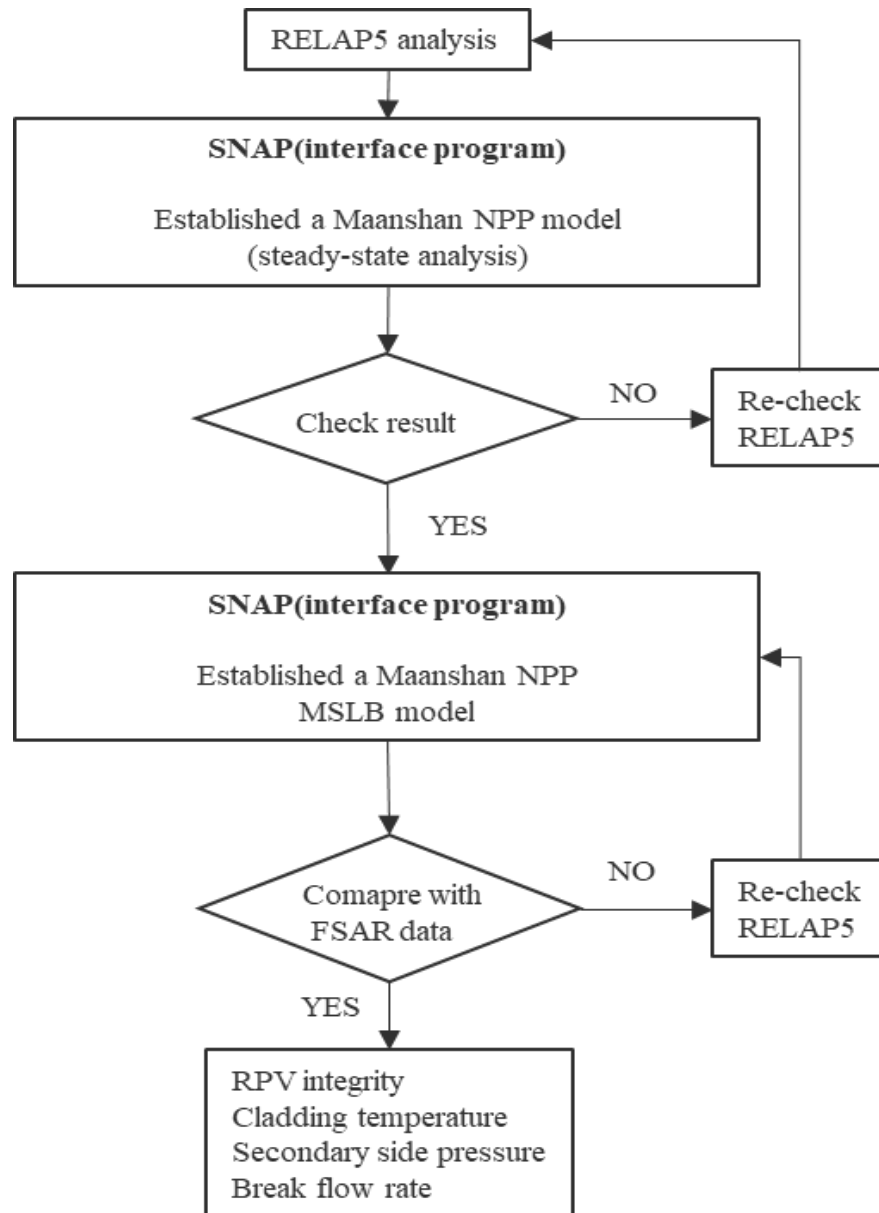 RELAP5 analysis
SNAP(interface program)
Established a Maanshan NPP model
(steady-state analysis)
Check result
NO
Re-check
RELAP5
YES
SNAP(interface program)
Established a Maanshan NPP
MSLB model
Comapre with
FSAR data
NO
Re-check
RELAP5
YES
RPV integrity
Cladding temperature
Secondary side pressure
Break flow rate